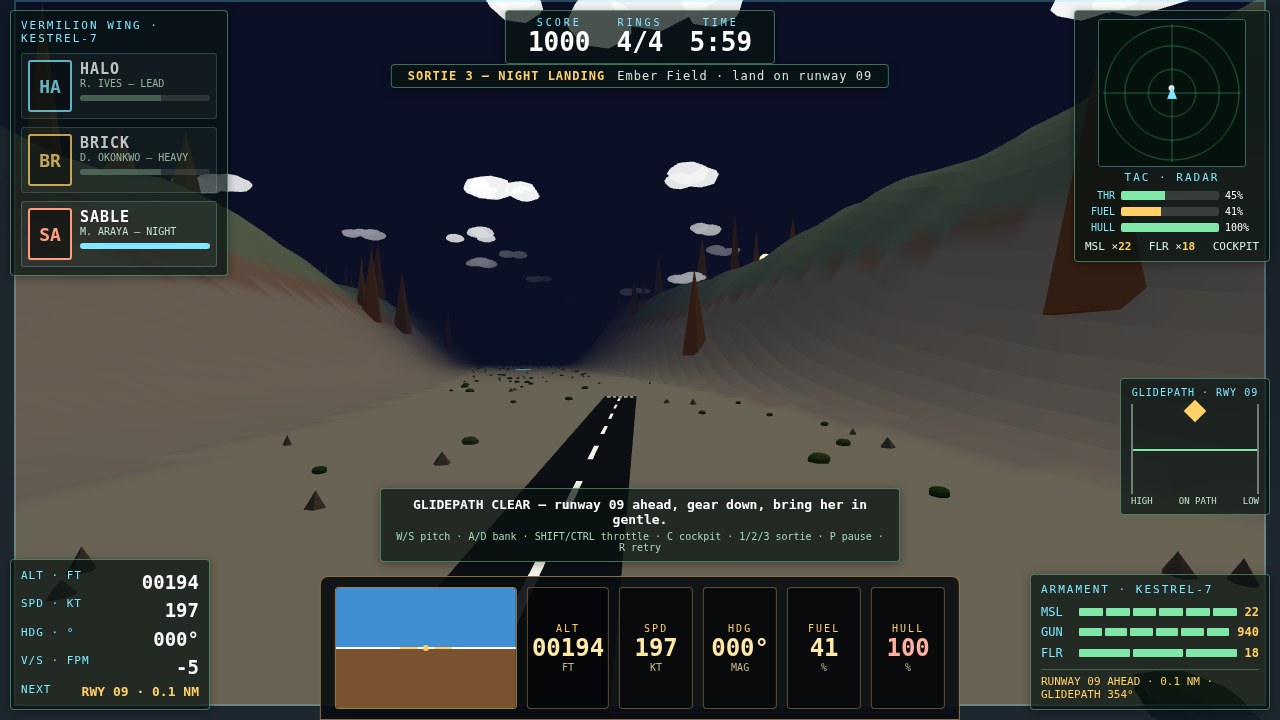 VERMILION WING ·
KESTREL-7
HA
HALO
R. IVES — LEAD
BR
BRICK
D. OKONKWO — HEAVY
SA
SABLE
M. ARAYA — NIGHT
SCORE RINGS TIME
1000 4/4 5:59
SORTIE 3 — NIGHT LANDING Ember Field · land on runway 09
TAC · RADAR
THR 45%
FUEL 41%
HULL 100%
MSL ×22 FLR ×18 COCKPIT
GLIDEPATH · RWY 09
HIGH ON PATH LOW
GLIDEPATH CLEAR — runway 09 ahead, gear down, bring her in
gentle.
W/S pitch · A/D bank · SHIFT/CTRL throttle · C cockpit · 1/2/3 sortie · P pause ·
R retry
ALT · FT 00194
SPD · KT 197
HDG · ° 000°
V/S · FPM -5
NEXT RWY 09 · 0.1 NM
ALT SPD HDG FUEL HULL
00194 197 000° 41 100
FT KT MAG % %
ARMAMENT · KESTREL-7
MSL 22
GUN 940
FLR 18
RUNWAY 09 AHEAD · 0.1 NM ·
GLIDEPATH 354°